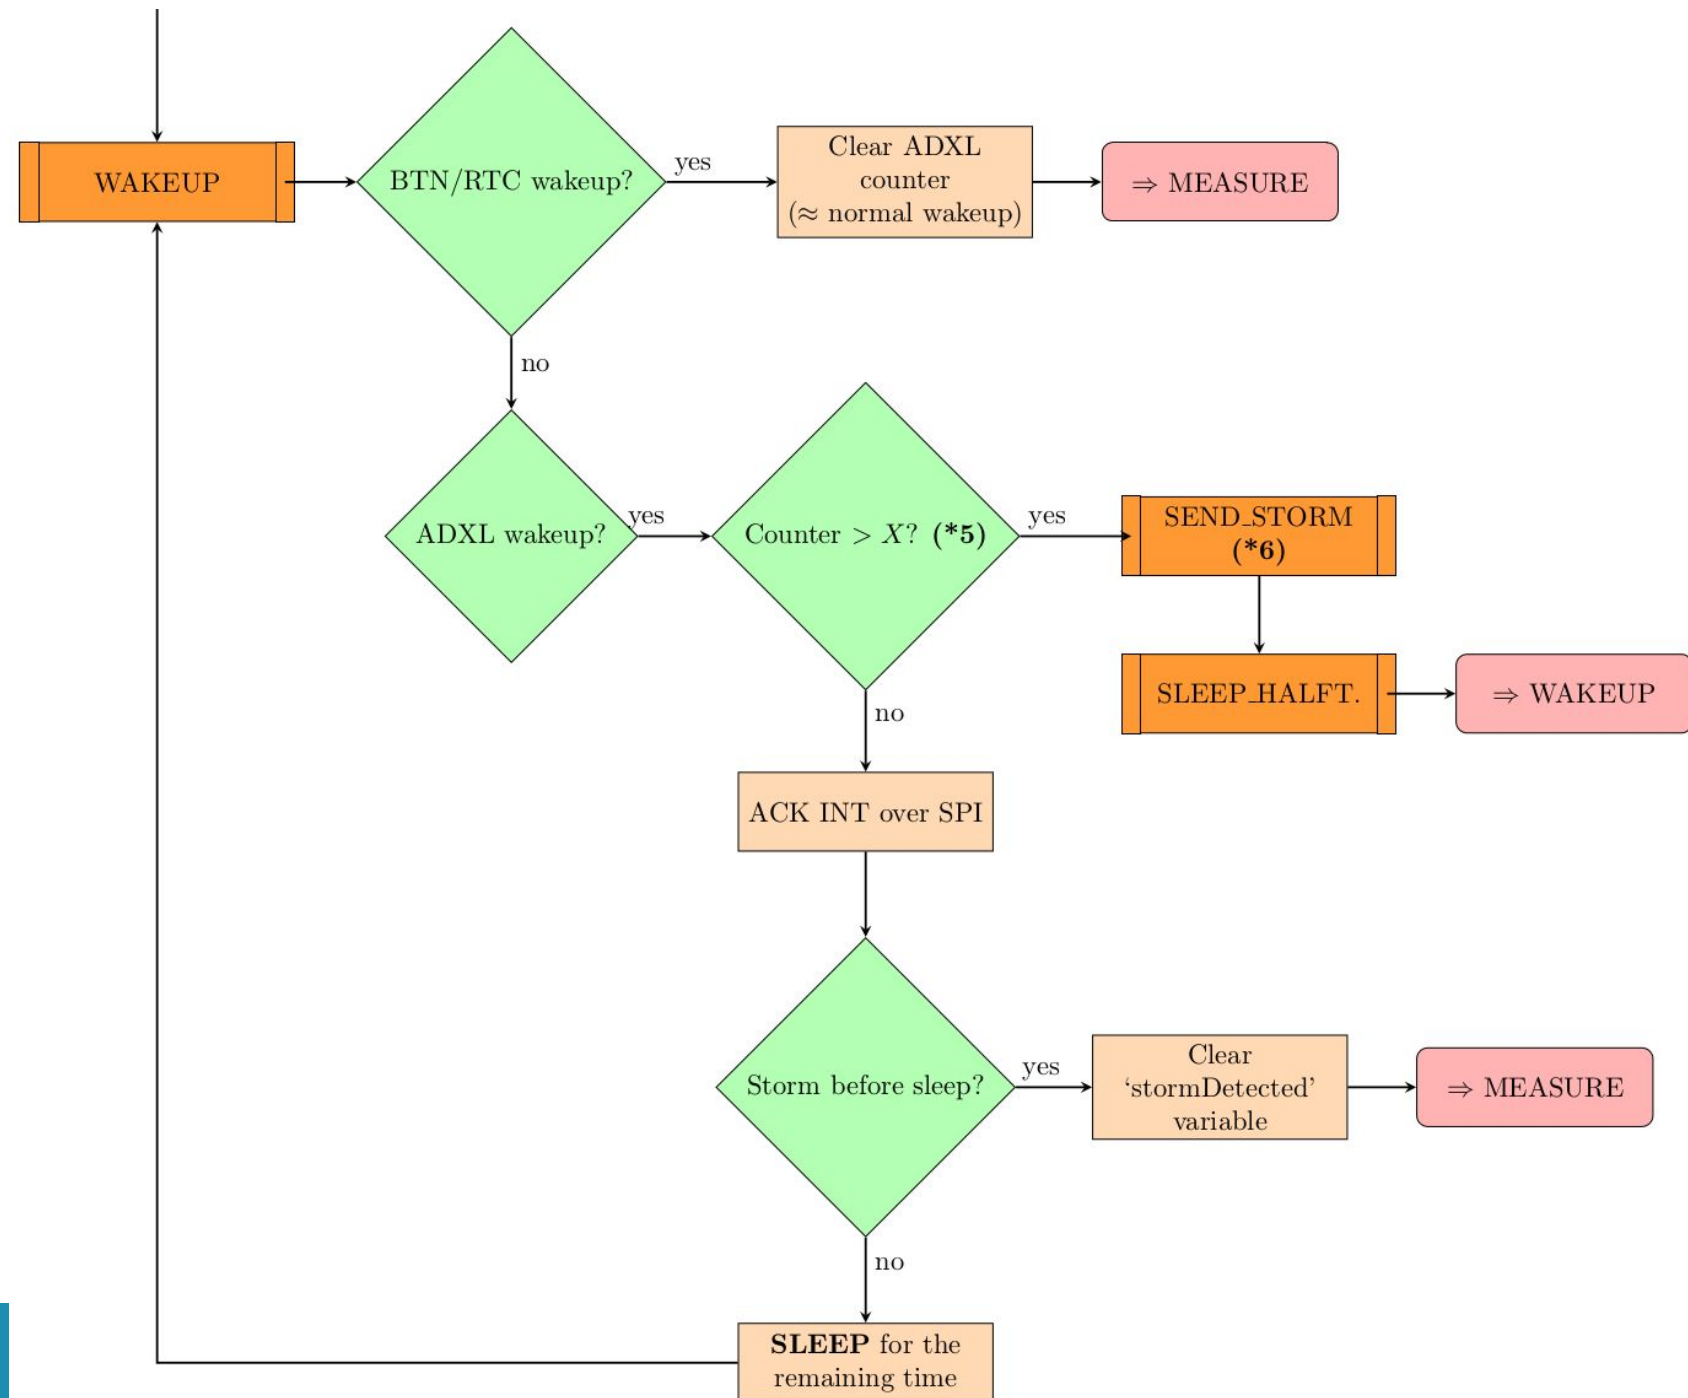 WAKEUP
BTN/RTC wakeup?
yes
Clear ADXL
counter
(≈ normal wakeup)
⇒ MEASURE
no
ADXL wakeup?
yes
Counter > X? (*5)
yes
SEND_STORM
(*6)
SLEEP_HALFT.
⇒ WAKEUP
no
ACK INT over SPI
Storm before sleep?
yes
Clear
‘stormDetected’
variable
⇒ MEASURE
no
SLEEP for the
remaining time